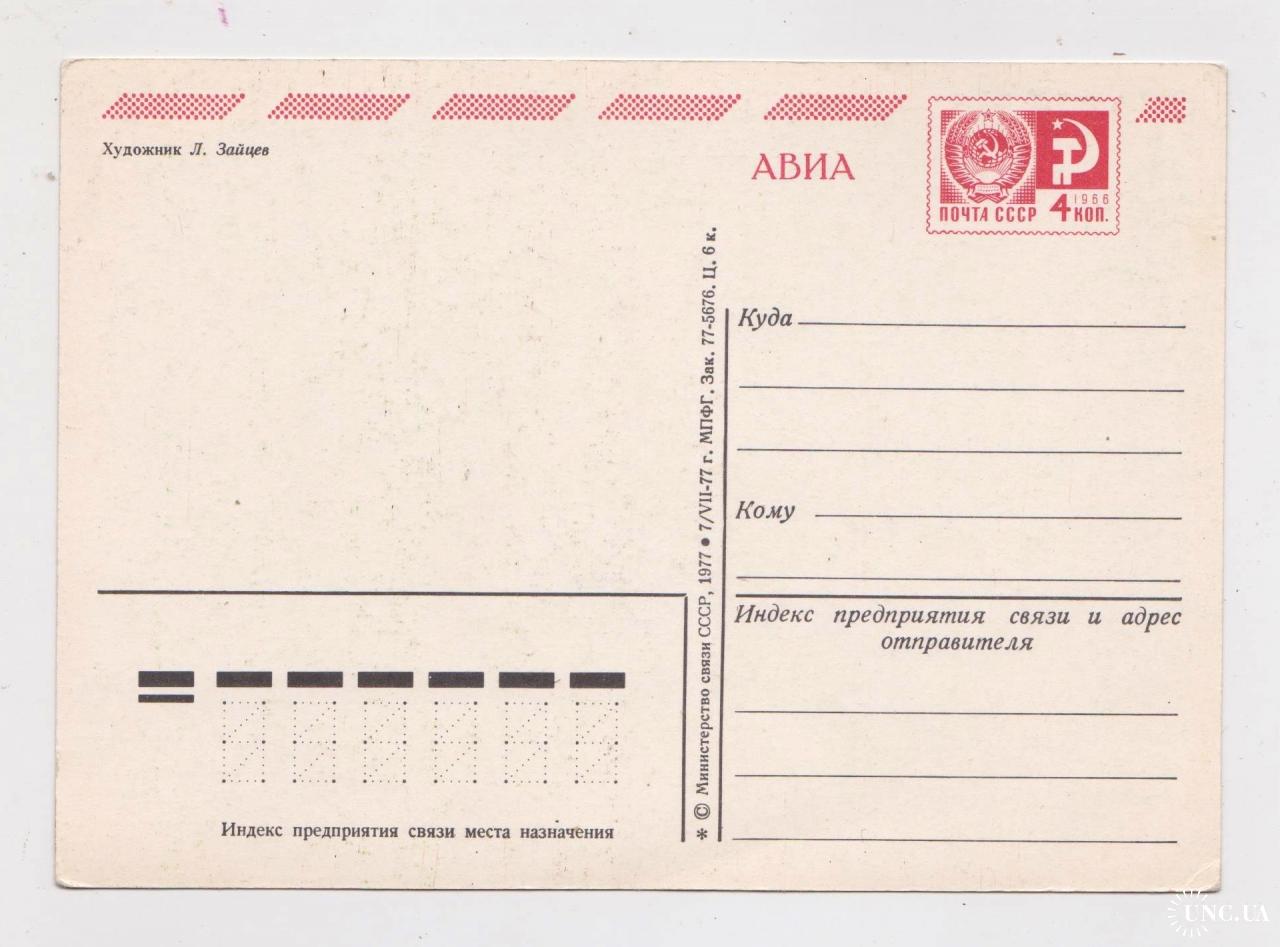 Художник Л. Зайцев
АВИА
ПОЧТА СССР 4 1966 КОП.
Куда
Кому
Индекс предприятия связи и адрес
отправителя
* © Министерство связи СССР, 1977 ● 7/VII-77 г. МПФГ. Зак. 77-5676. Ц. 6 к.
Индекс предприятия связи места назначения
UNC.UA